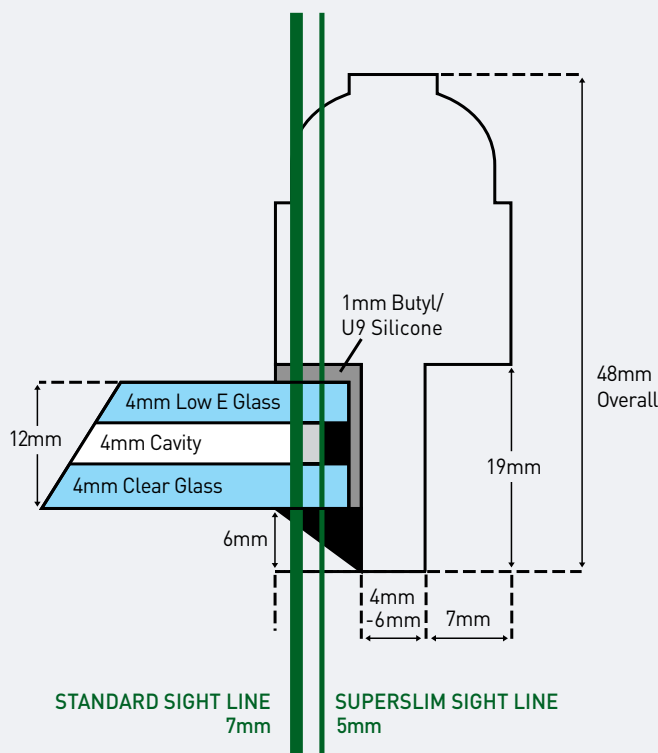 1mm Butyl/
U9 Silicone
4mm Low E Glass
4mm Cavity
4mm Clear Glass
12mm
48mm
Overall
19mm
6mm
4mm
-6mm
7mm
STANDARD SIGHT LINE
7mm
SUPERSLIM SIGHT LINE
5mm